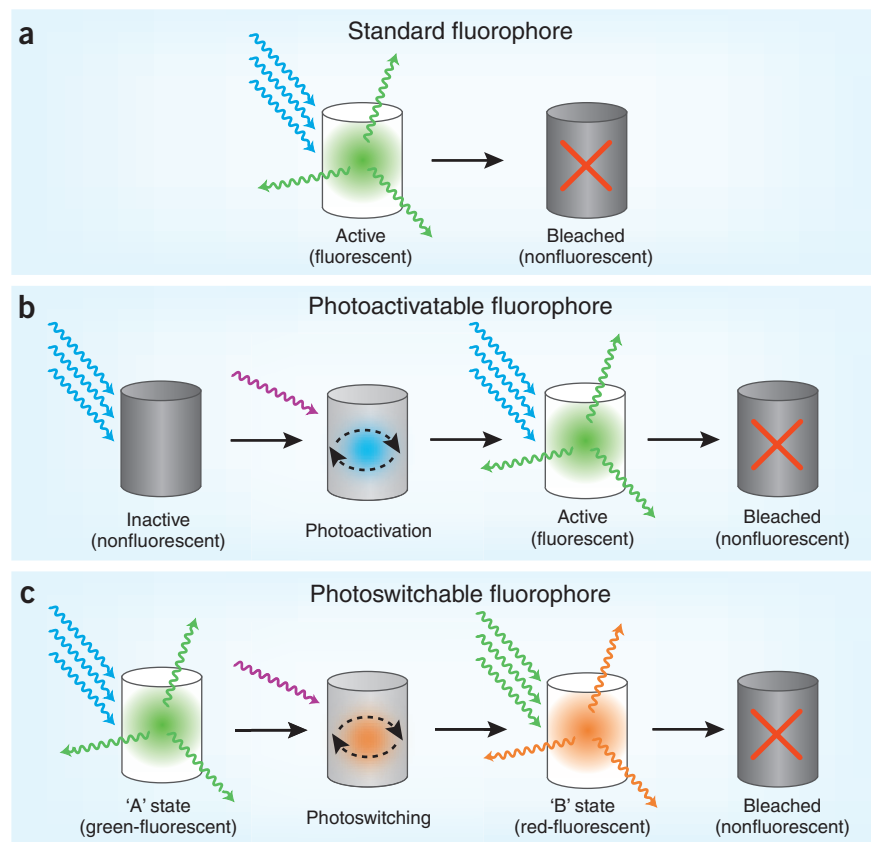 a
Standard fluorophore
Active
(fluorescent)
Bleached
(nonfluorescent)
b
Photoactivatable fluorophore
Inactive
(nonfluorescent)
Photoactivation
Active
(fluorescent)
Bleached
(nonfluorescent)
c
Photoswitchable fluorophore
‘A’ state
(green-fluorescent)
Photoswitching
‘B’ state
(red-fluorescent)
Bleached
(nonfluorescent)